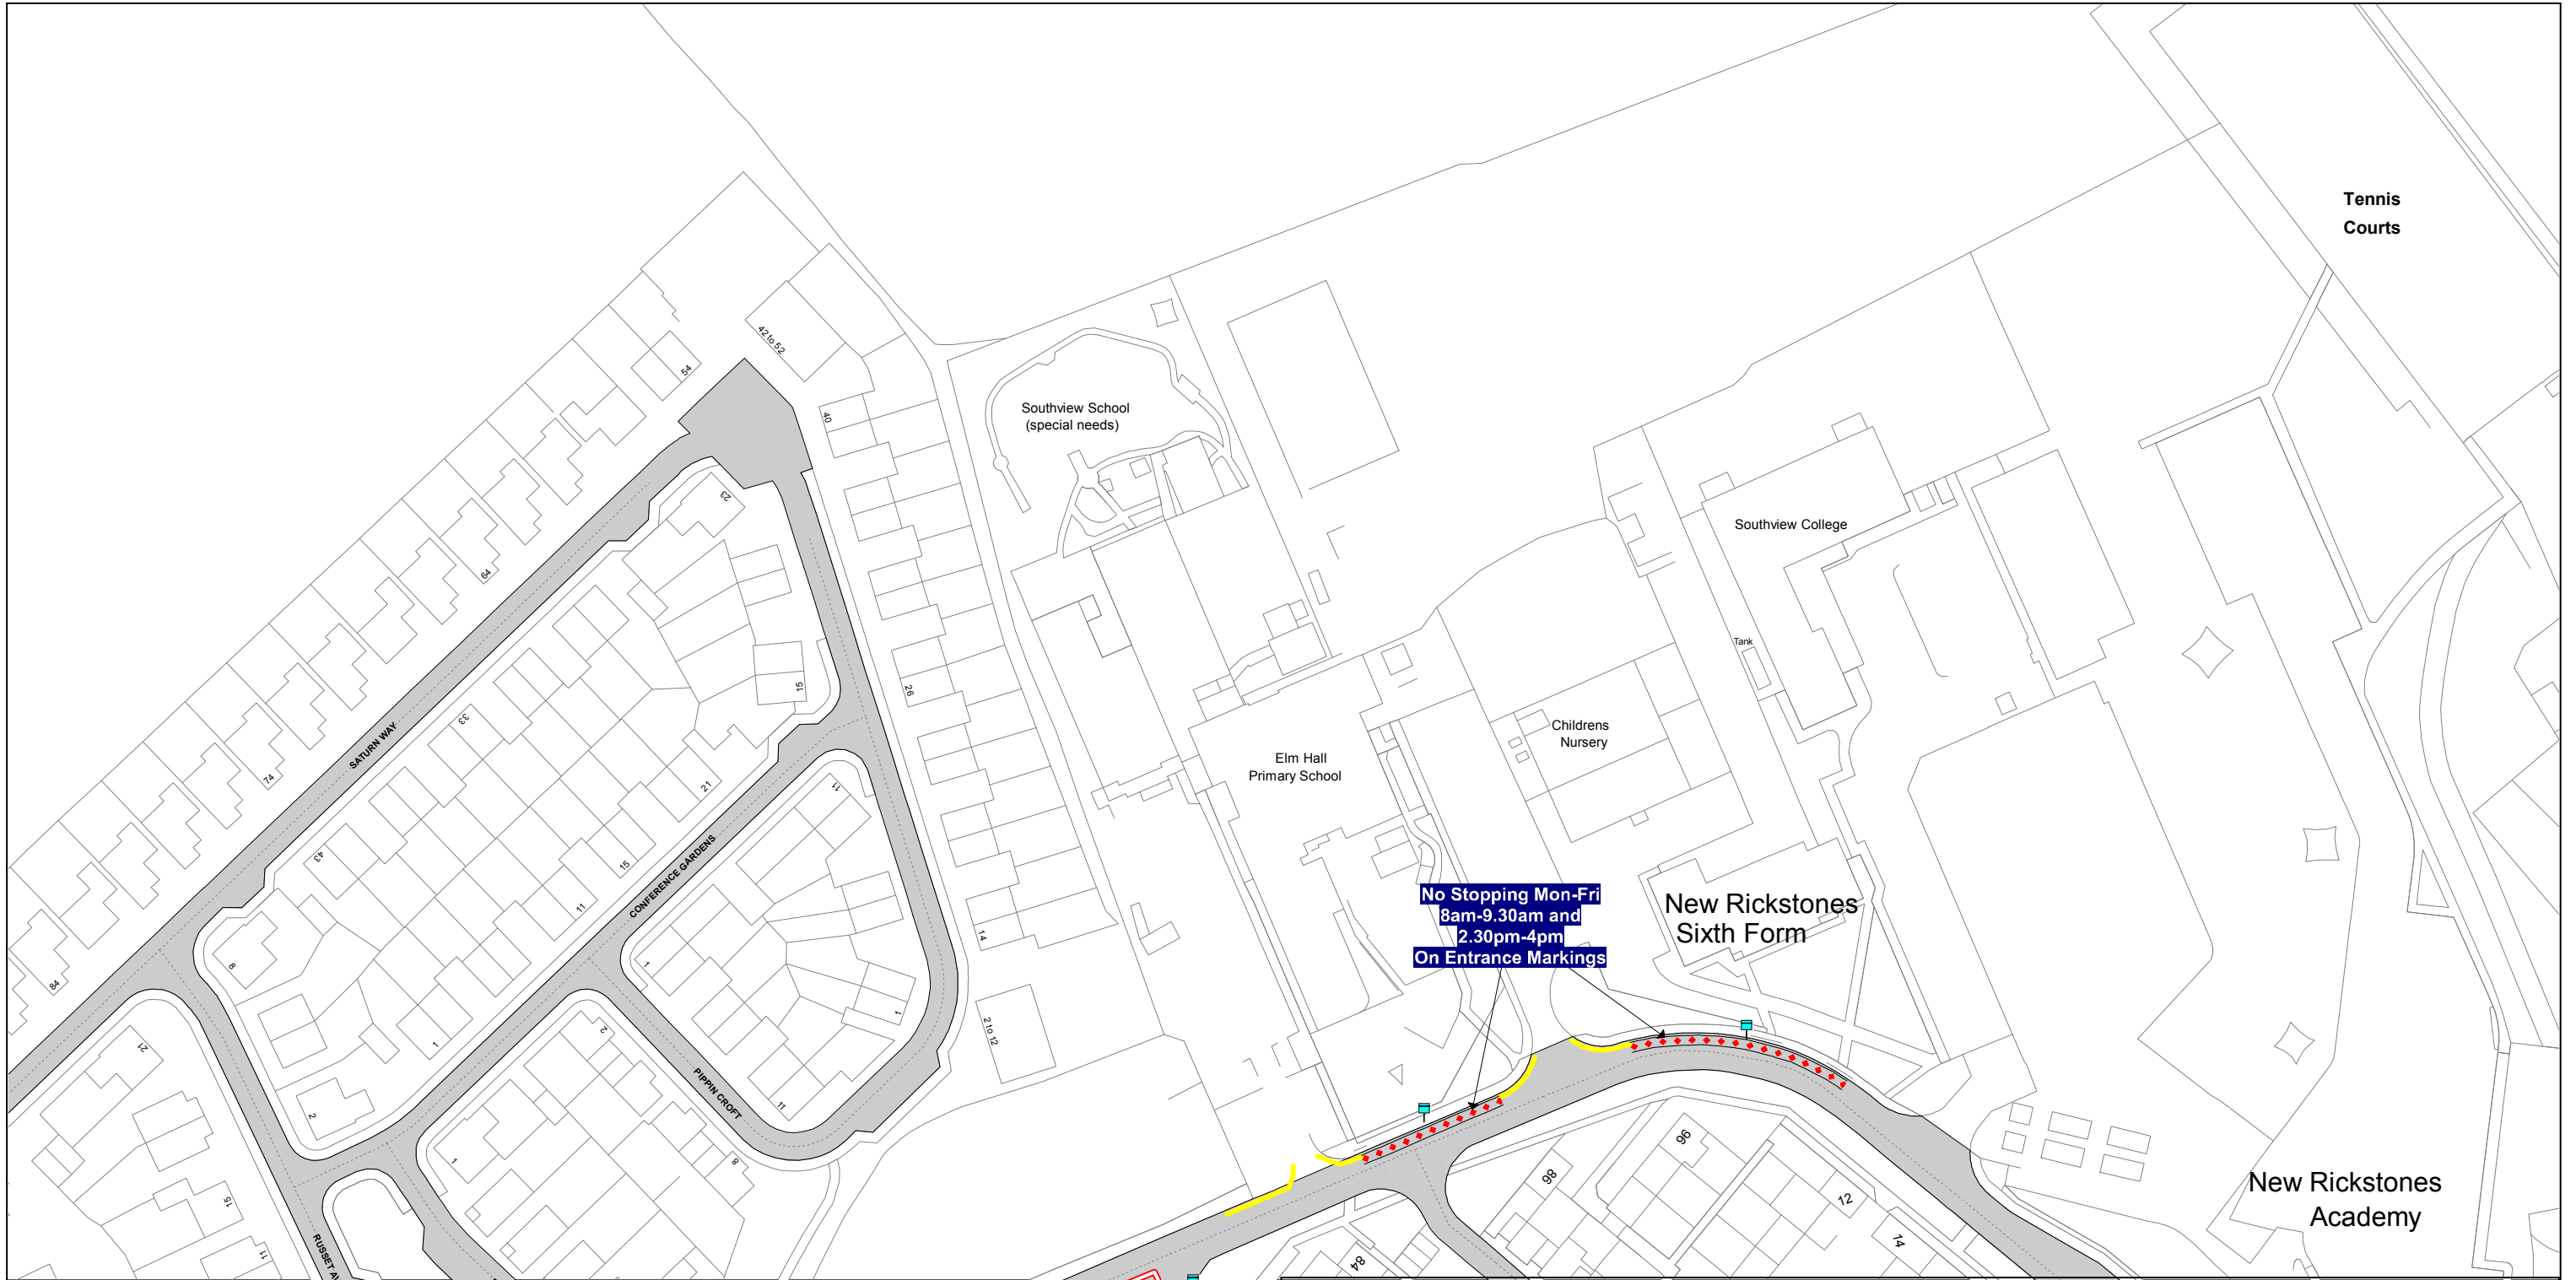 Tennis
Courts
42 to 52
54
40
Southview School
(special needs)
23
Southview College
64
Tank
15
26
33
SATURN WAY
Childrens
Nursery
Elm Hall
Primary School
74
21
11
43
15
CONFERENCE GARDENS
No Stopping Mon-Fri
8am-9.30am and
2.30pm-4pm
On Entrance Markings
New Rickstones
Sixth Form
11
14
8
1
84
1
2 to 12
2
21
1
PIPPIN CROFT
11
2
96
1
8
98
New Rickstones
Academy
12
15
14
11
RUSSET
84